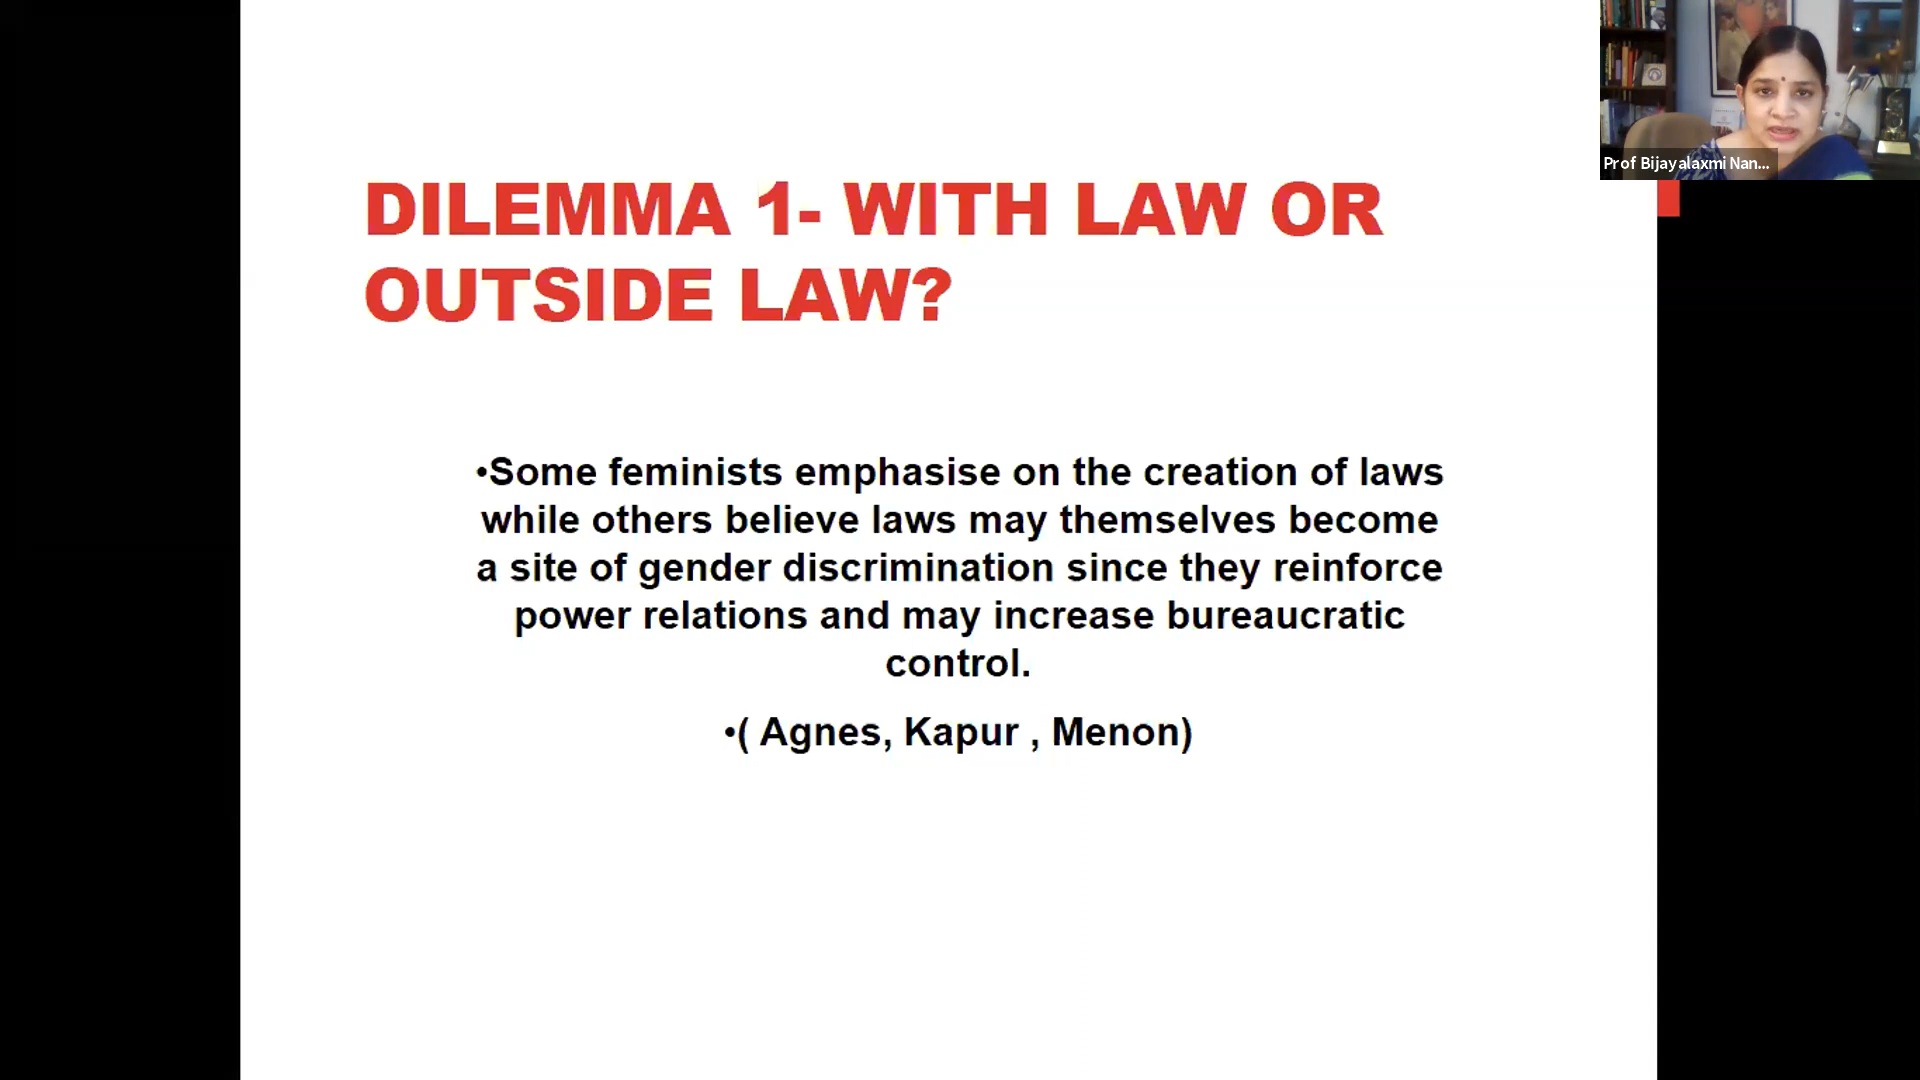 DILEMMA 1- WITH LAW OR
OUTSIDE LAW?
•Some feminists emphasise on the creation of laws
while others believe laws may themselves become
a site of gender discrimination since they reinforce
power relations and may increase bureaucratic
control.
•( Agnes, Kapur , Menon)
Prof Bijayalaxmi Nan...